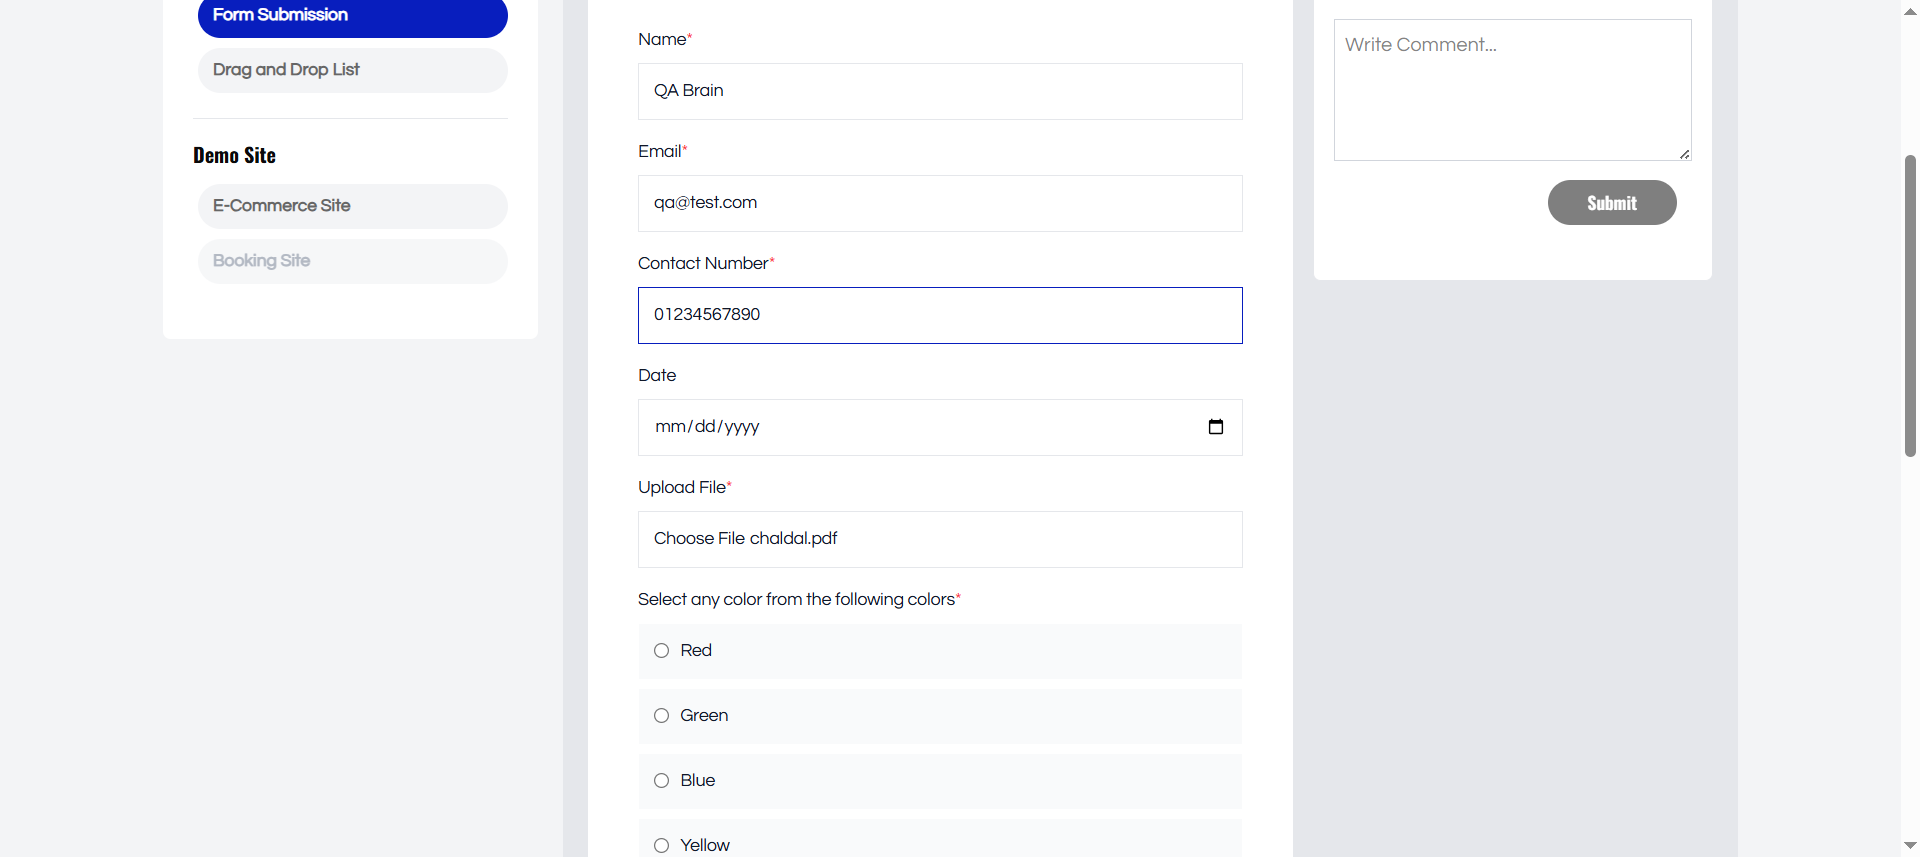 Form Submission
Drag and Drop List
Demo Site
E-Commerce Site
Booking Site
Name*
QA Brain
Email*
qa@test.com
Contact Number*
01234567890
Date
mm/dd/yyyy
Upload File*
Choose File chaldal.pdf
Select any color from the following colors*
Red
Green
Blue
Yellow
Write Comment...
Submit